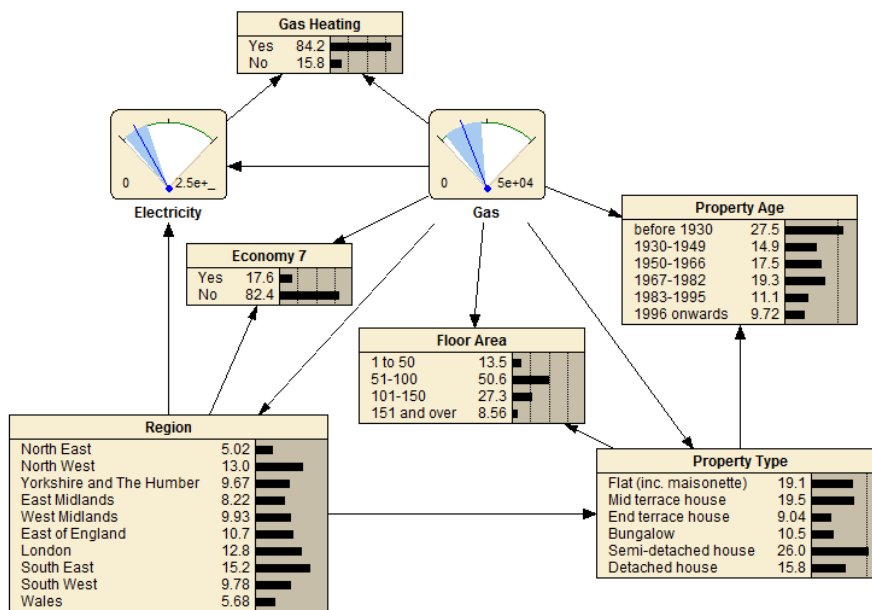 Gas Heating
Yes 84.2
No 15.8
0 2.5e+_
Electricity
0 5e+04
Gas
Property Age
before 1930 27.5
1930-1949 14.9
1950-1966 17.5
1967-1982 19.3
1983-1995 11.1
1996 onwards 9.72
Economy 7
Yes 17.6
No 82.4
Floor Area
1 to 50 13.5
51-100 50.6
101-150 27.3
151 and over 8.56
Region
North East 5.02
North West 13.0
Yorkshire and The Humber 9.67
East Midlands 8.22
West Midlands 9.93
East of England 10.7
London 12.8
South East 15.2
South West 9.78
Wales 5.68
Property Type
Flat (inc. maisonette) 19.1
Mid terrace house 19.5
End terrace house 9.04
Bungalow 10.5
Semi-detached house 26.0
Detached house 15.8